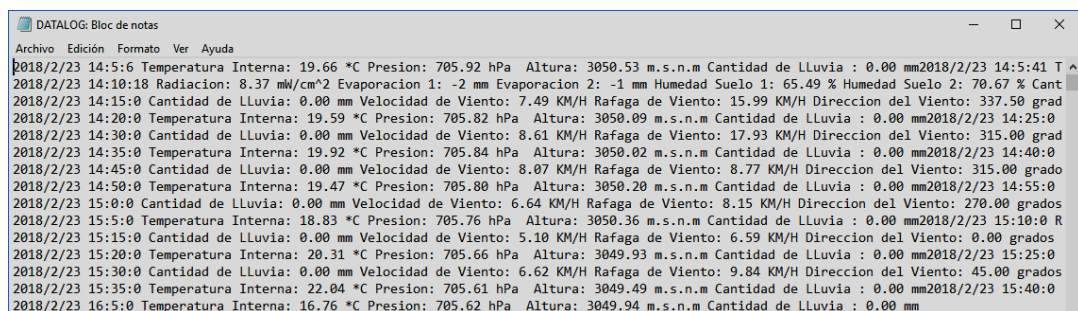 DATALOG: Bloc de notas
Archivo Edición Formato Ver Ayuda
2018/2/23 14:5:6 Temperatura Interna: 19.66 *C Presion: 705.92 hPa  Altura: 3050.53 m.s.n.m Cantidad de LLuvia : 0.00 mm2018/2/23 14:5:41 T
2018/2/23 14:10:18 Radiacion: 8.37 mW/cm^2 Evaporacion 1: -2 mm Evaporacion 2: -1 mm Humedad Suelo 1: 65.49 % Humedad Suelo 2: 70.67 % Cant
2018/2/23 14:15:0 Cantidad de LLuvia: 0.00 mm Velocidad de Viento: 7.49 KM/H Rafaga de Viento: 15.99 KM/H Direccion del Viento: 337.50 grad
2018/2/23 14:20:0 Temperatura Interna: 19.59 *C Presion: 705.82 hPa  Altura: 3050.09 m.s.n.m Cantidad de LLuvia : 0.00 mm2018/2/23 14:25:0
2018/2/23 14:30:0 Cantidad de LLuvia: 0.00 mm Velocidad de Viento: 8.61 KM/H Rafaga de Viento: 17.93 KM/H Direccion del Viento: 315.00 grad
2018/2/23 14:35:0 Temperatura Interna: 19.92 *C Presion: 705.84 hPa  Altura: 3050.02 m.s.n.m Cantidad de LLuvia : 0.00 mm2018/2/23 14:40:0
2018/2/23 14:45:0 Cantidad de LLuvia: 0.00 mm Velocidad de Viento: 8.07 KM/H Rafaga de Viento: 8.77 KM/H Direccion del Viento: 315.00 grado
2018/2/23 14:50:0 Temperatura Interna: 19.47 *C Presion: 705.80 hPa  Altura: 3050.20 m.s.n.m Cantidad de LLuvia : 0.00 mm2018/2/23 14:55:0
2018/2/23 15:0:0 Cantidad de LLuvia: 0.00 mm Velocidad de Viento: 6.64 KM/H Rafaga de Viento: 8.15 KM/H Direccion del Viento: 270.00 grados
2018/2/23 15:5:0 Temperatura Interna: 18.83 *C Presion: 705.76 hPa  Altura: 3050.36 m.s.n.m Cantidad de LLuvia : 0.00 mm2018/2/23 15:10:0 R
2018/2/23 15:15:0 Cantidad de LLuvia: 0.00 mm Velocidad de Viento: 5.10 KM/H Rafaga de Viento: 6.59 KM/H Direccion del Viento: 0.00 grados
2018/2/23 15:20:0 Temperatura Interna: 20.31 *C Presion: 705.66 hPa  Altura: 3049.93 m.s.n.m Cantidad de LLuvia : 0.00 mm2018/2/23 15:25:0
2018/2/23 15:30:0 Cantidad de LLuvia: 0.00 mm Velocidad de Viento: 6.62 KM/H Rafaga de Viento: 9.84 KM/H Direccion del Viento: 45.00 grados
2018/2/23 15:35:0 Temperatura Interna: 22.04 *C Presion: 705.61 hPa  Altura: 3049.49 m.s.n.m Cantidad de LLuvia : 0.00 mm2018/2/23 15:40:0
2018/2/23 16:5:0 Temperatura Interna: 16.76 *C Presion: 705.62 hPa  Altura: 3049.94 m.s.n.m Cantidad de LLuvia : 0.00 mm